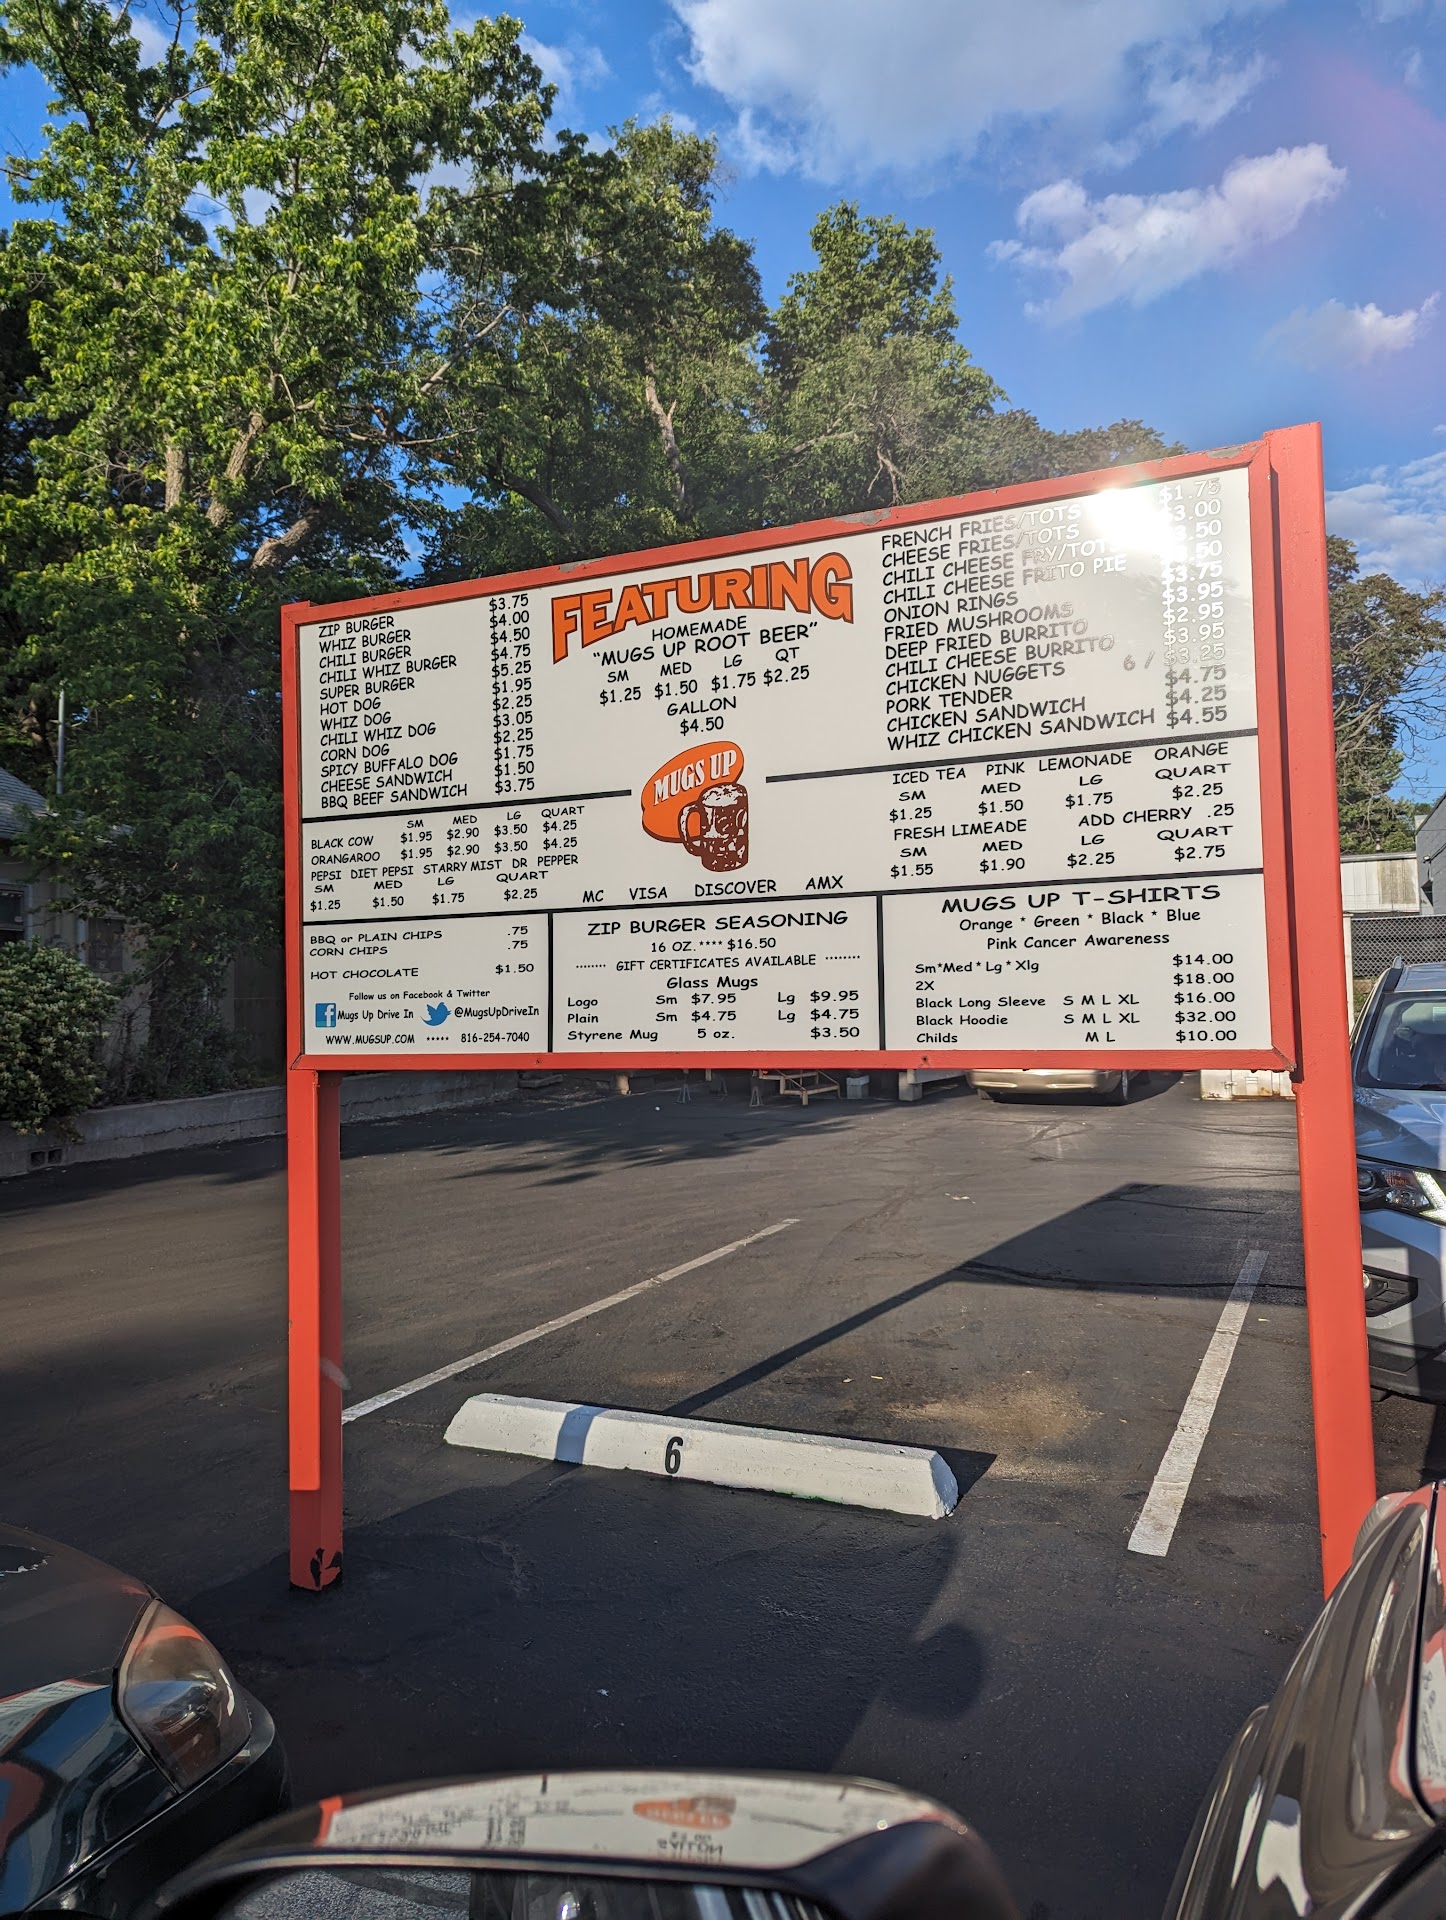 ZIP BURGER $3.75
WHIZ BURGER $4.00
CHILI BURGER $4.50
CHILI WHIZ BURGER $4.75
SUPER BURGER $5.25
HOT DOG $1.95
WHIZ DOG $2.25
CHILI WHIZ DOG $3.05
CORN DOG $2.25
SPICY BUFFALO DOG $1.75
CHEESE SANDWICH $1.50
BBQ BEEF SANDWICH $3.75
FEATURING
HOMEMADE
"MUGS UP ROOT BEER"
SM MED LG QT
$1.25 $1.50 $1.75 $2.25
GALLON
$4.50
MUGS UP
FRENCH FRIES/TOTS $1.75
CHEESE FRIES/TOTS $3.00
CHILI CHEESE FRY/TOTS
CHILI CHEESE FRITO PIE
ONION RINGS $3.75
FRIED MUSHROOMS $3.95
DEEP FRIED BURRITO $2.95
CHILI CHEESE BURRITO $3.95
CHICKEN NUGGETS 6 / $3.25
PORK TENDER $4.75
CHICKEN SANDWICH $4.25
WHIZ CHICKEN SANDWICH $4.55
SM MED LG QUART
BLACK COW $1.95 $2.90 $3.50 $4.25
ORANGAROO $1.95 $2.90 $3.50 $4.25
PEPSI DIET PEPSI STARRY MIST DR PEPPER
SM MED LG QUART
$1.25 $1.50 $1.75 $2.25
MC VISA DISCOVER AMX
ICED TEA PINK LEMONADE ORANGE
SM MED LG QUART
$1.25 $1.50 $1.75 $2.25
FRESH LIMEADE ADD CHERRY .25
SM MED LG QUART
$1.55 $1.90 $2.25 $2.75
BBQ or PLAIN CHIPS .75
CORN CHIPS .75
HOT CHOCOLATE $1.50
Follow us on Facebook & Twitter
f Mugs Up Drive In @MugsUpDriveIn
WWW.MUGSUP.COM ***** 816-254-7040
ZIP BURGER SEASONING
16 OZ. **** $16.50
******** GIFT CERTIFICATES AVAILABLE ********
Glass Mugs
Logo Sm $7.95 Lg $9.95
Plain Sm $4.75 Lg $4.75
Styrene Mug 5 oz. $3.50
MUGS UP T-SHIRTS
Orange * Green * Black * Blue
Pink Cancer Awareness
Sm*Med * Lg * Xlg $14.00
2X $18.00
Black Long Sleeve S M L XL $16.00
Black Hoodie S M L XL $32.00
Childs M L $10.00
6